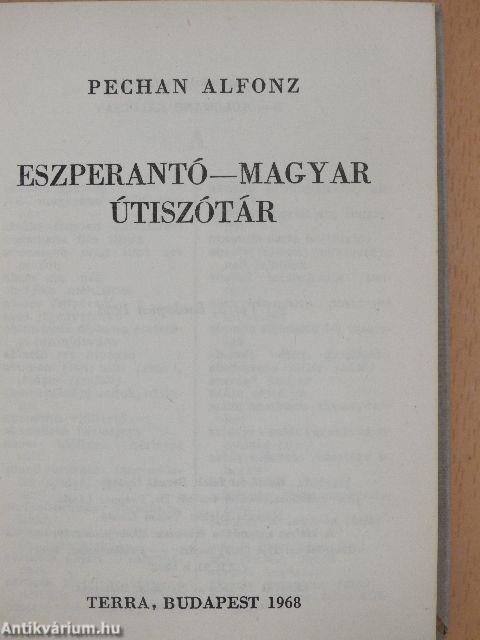 PECHAN ALFONZ
ESZPERANTÓ—MAGYAR
ÚTISZÓTÁR
TERRA, BUDAPEST 1968
Antikvárium.hu